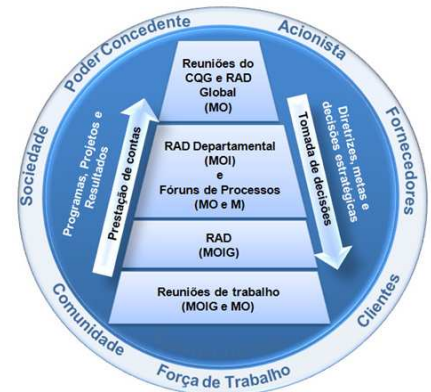 Poder Concedente
Acionista
Sociedade
Fornecedores
Comunidade
Clientes
Força de Trabalho
Programas, Projetos e
Resultados
Prestação de contas
Reuniões do
CQG e RAD
Global
(MO)
RAD Departamental
(MOI)
e
Fóruns de Processos
(MO e M)
RAD
(MOIG)
Reuniões de trabalho
(MOIG e MO)
Tomada de decisões
Diretrizes, metas e
decisões estratégicas